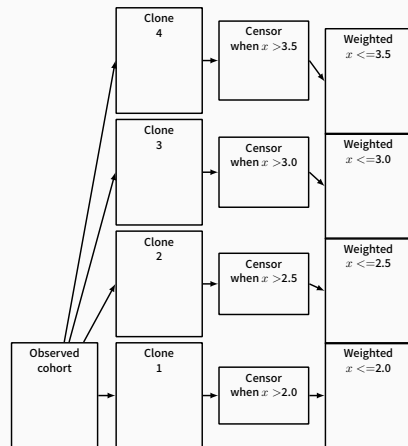 Clone
4
Censor
when x >3.5
Weighted
x <=3.5
Clone
3
Censor
when x >3.0
Weighted
x <=3.0
Clone
2
Censor
when x >2.5
Weighted
x <=2.5
Observed
cohort
Clone
1
Censor
when x >2.0
Weighted
x <=2.0